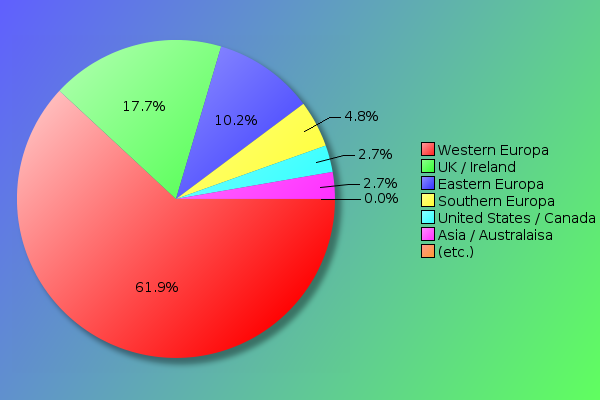 17.7%
10.2%
4.8%
2.7%
2.7%
0.0%
61.9%
Western Europa
UK / Ireland
Eastern Europa
Southern Europa
United States / Canada
Asia / Australaisa
(etc.)